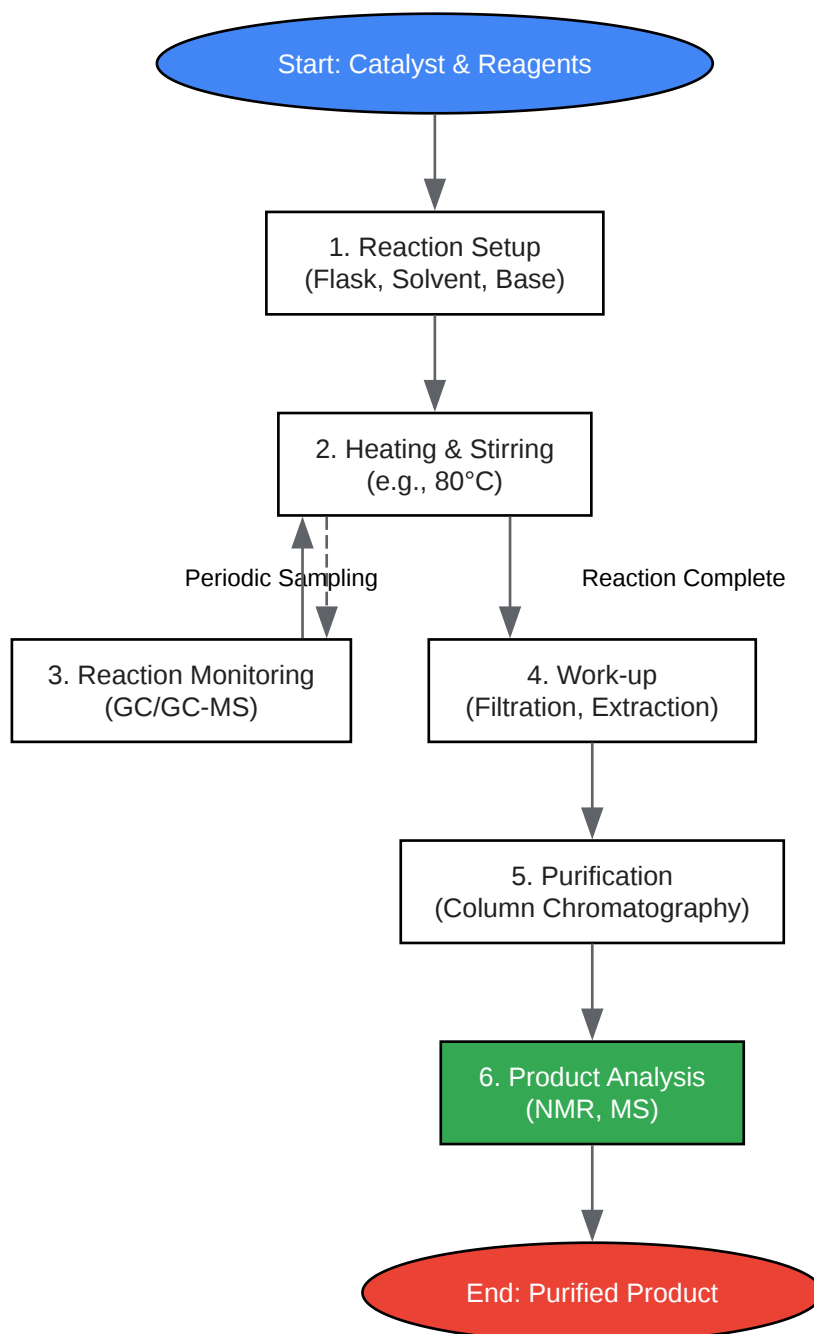 Start: Catalyst & Reagents
1. Reaction Setup
(Flask, Solvent, Base)
2. Heating & Stirring
(e.g., 80°C)
Periodic Sampling
Reaction Complete
3. Reaction Monitoring
(GC/GC-MS)
4. Work-up
(Filtration, Extraction)
5. Purification
(Column Chromatography)
6. Product Analysis
(NMR, MS)
End: Purified Product